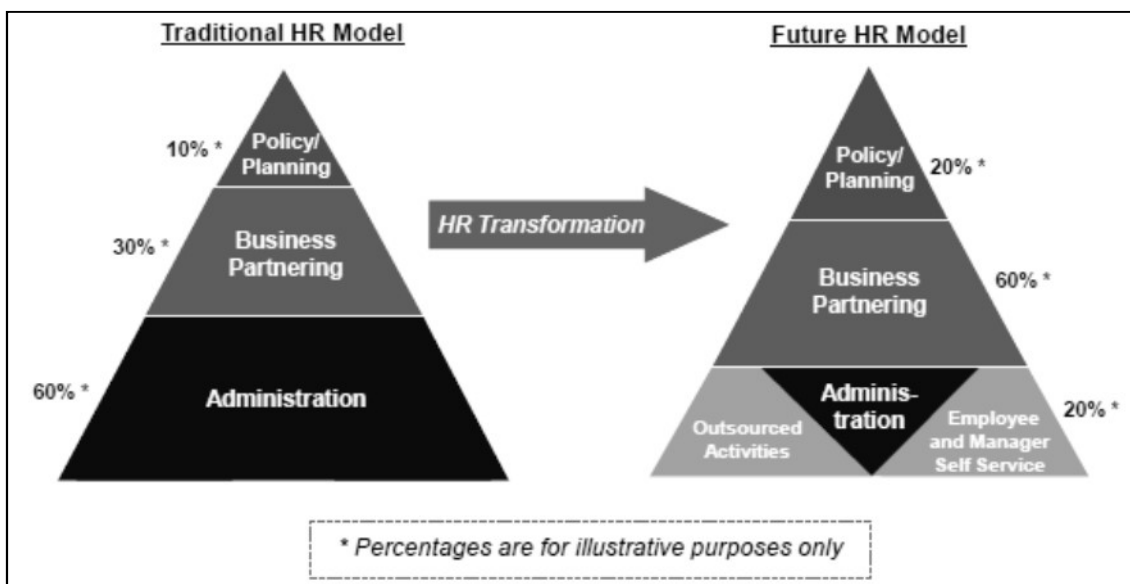 Traditional HR Model
Policy/
Planning
10% *
Business
Partnering
30% *
Administration
60% *
HR Transformation
Future HR Model
Policy/
Planning
20% *
Business
Partnering
60% *
Adminis-
tration
20% *
Outsourced
Activities
Employee
and Manager
Self Service
* Percentages are for illustrative purposes only